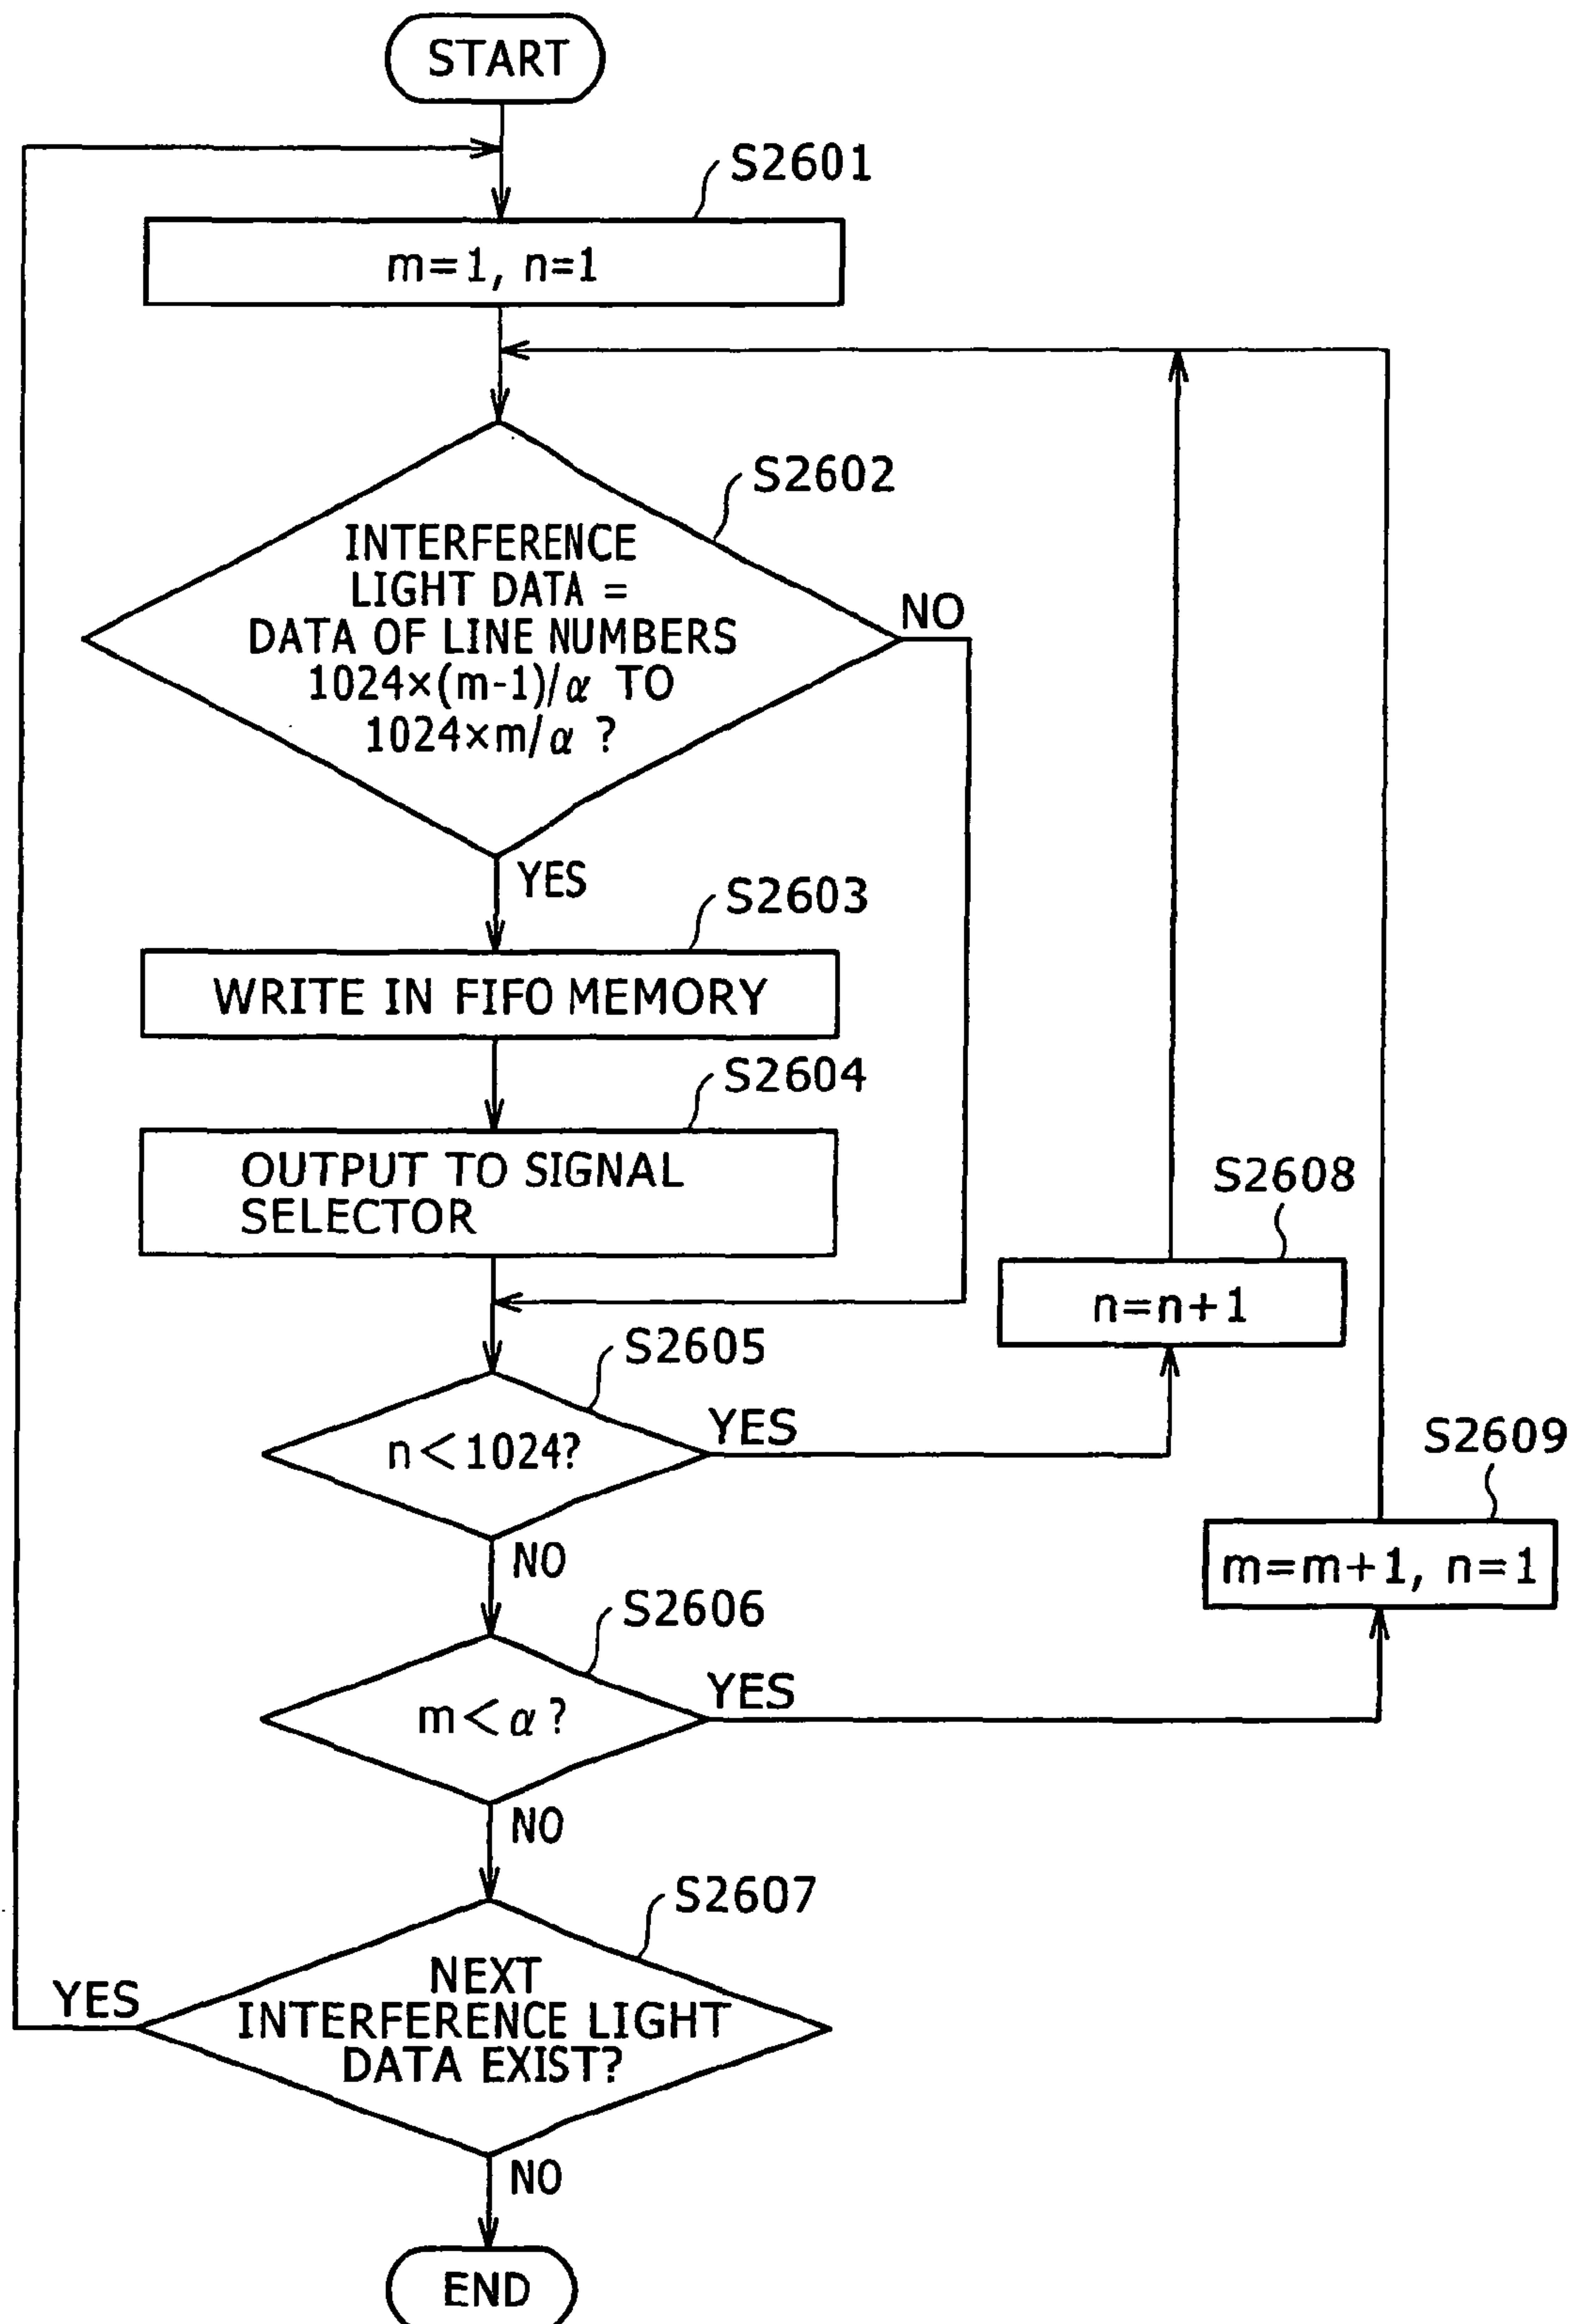 START
S2601
m=1, n=1
S2602
INTERFERENCE
LIGHT DATA =
DATA OF LINE NUMBERS
1024×(m-1)/α TO
1024×m/α ?
NO
YES
S2603
WRITE IN FIFO MEMORY
S2604
OUTPUT TO SIGNAL
SELECTOR
S2608
n=n+1
S2605
n<1024?
YES
S2609
m=m+1, n=1
NO
S2606
m<α?
YES
NO
S2607
NEXT
INTERFERENCE LIGHT
DATA EXIST?
YES
NO
END